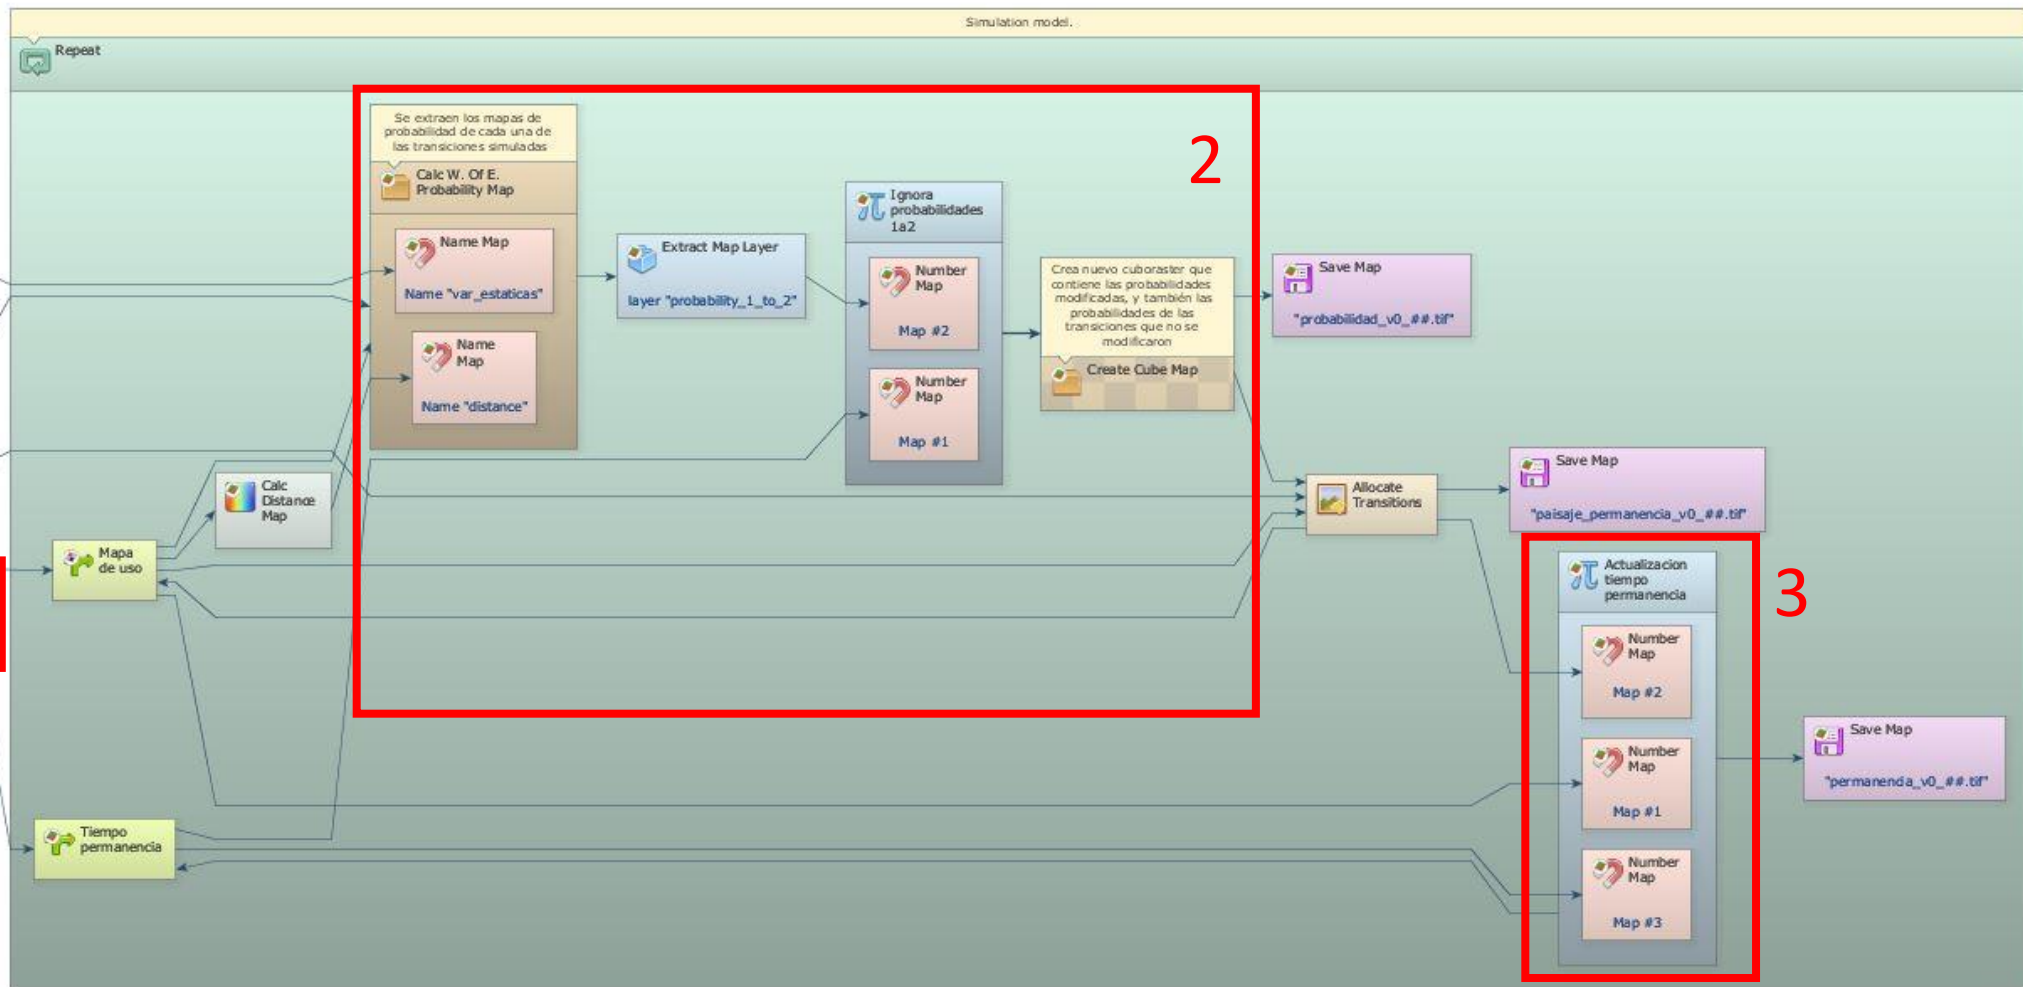 Simulation model.
Repeat
Se extraen los mapas de
probabilidad de cada una de
las transiciones simuladas
Calc W. Of E.
Probability Map
Name Map
Name "var_estaticas"
Name
Map
Name "distance"
Extract Map Layer
layer "probability_1_to_2"
Ignora
probabilidades
1a2
Number
Map
Map #2
Number
Map
Map #1
2
Crea nuevo cuboraster que
contiene las probabilidades
modificadas, y también las
probabilidades de las
transiciones que no se
modificaron
Create Cube Map
Save Map
"probabilidad_v0_##.tif"
Calc
Distance
Map
Mapa
de uso
Allocate
Transitions
Save Map
"paisaje_permanencia_v0_##.tif"
Actualizacion
tiempo
permanencia
3
Number
Map
Map #2
Number
Map
Map #1
Number
Map
Map #3
Save Map
"permanencia_v0_##.tif"
Tiempo
permanencia